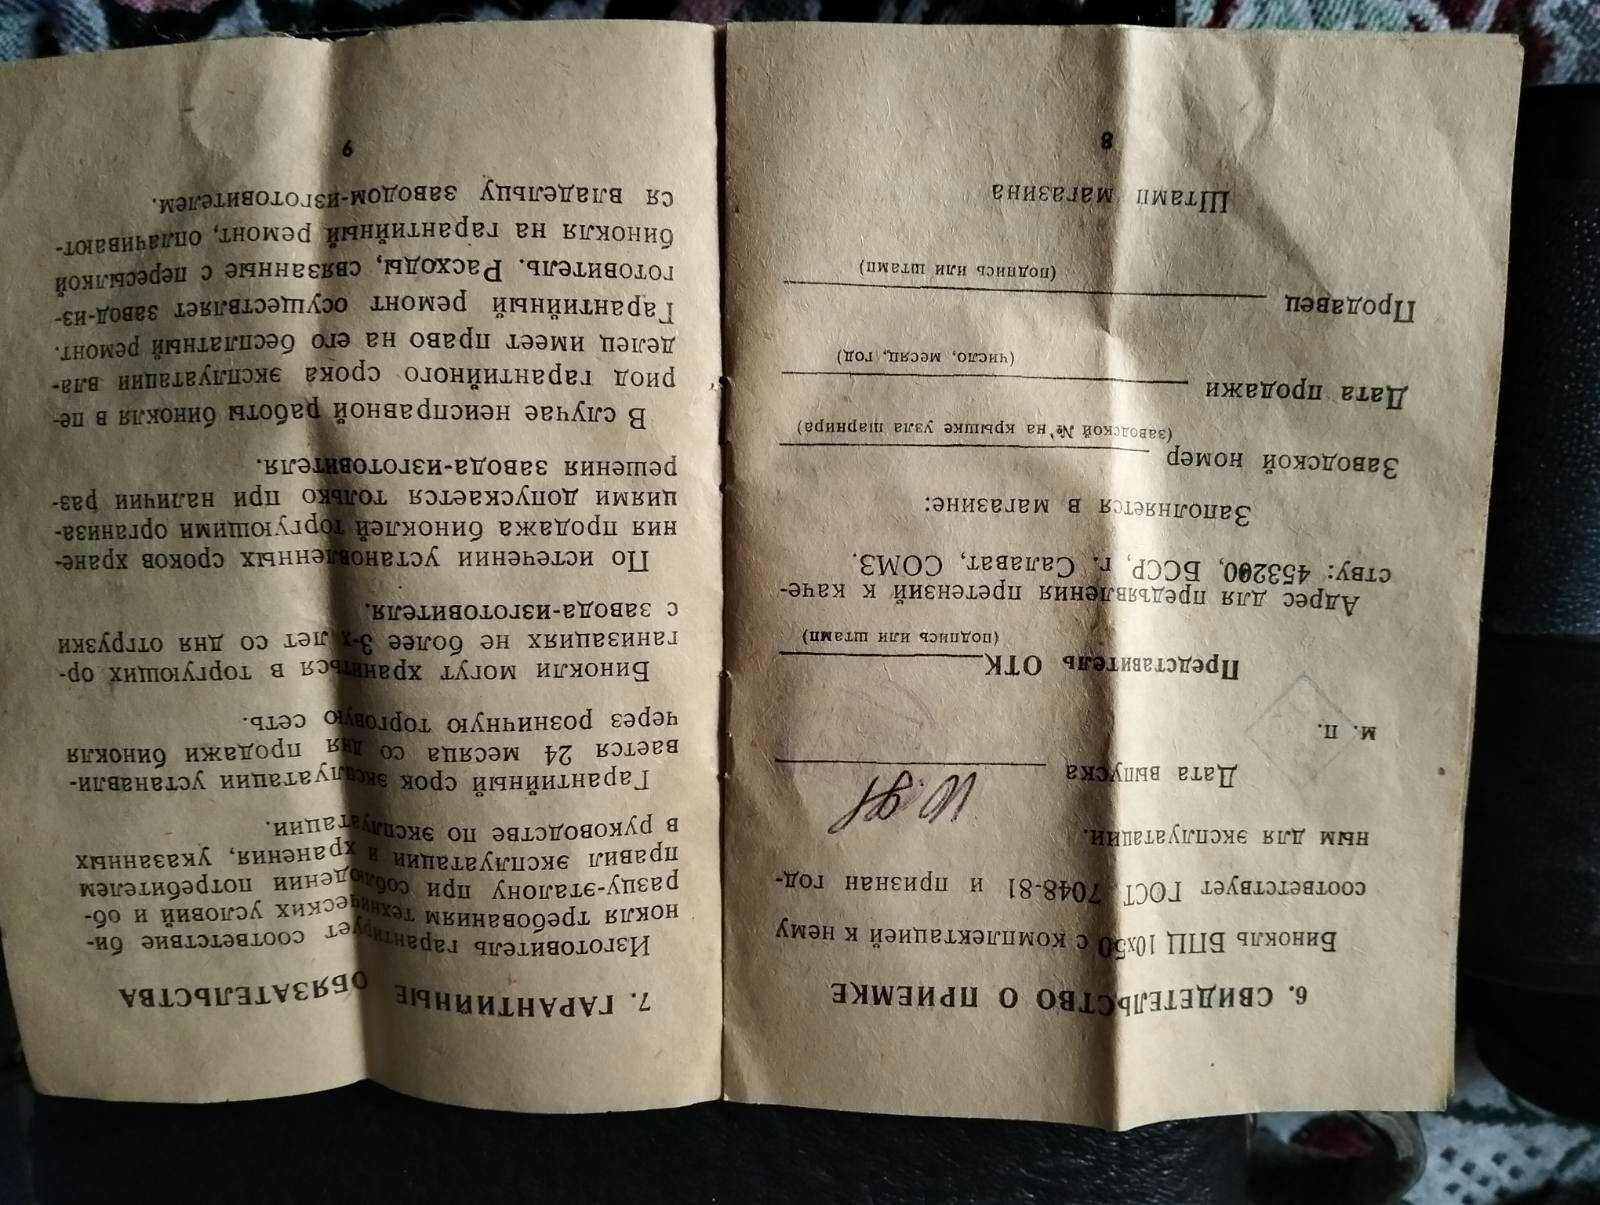 6. СВИДЕТЕЛЬСТВО О ПРИЕМКЕ
Бинокль БПЦ 10х50 с комплектацией к нему
соответствует ГОСТ 7048-81 и признан год-
ным для эксплуатации.
Дата выпуска
м. п.
Представитель ОТК
(подпись или штамп)
Адрес для предъявления претензий к каче-
ству: 453200, БССР, г. Салават, СОМЗ.
Заполняется в магазине:
Заводской номер
(заводской № на крышке узла шарнира)
Дата продажи
(число, месяц, год)
Продавец
(подпись или штамп)
Штамп магазина
8
7. ГАРАНТИЙНЫЕ ОБЯЗАТЕЛЬСТВА
Изготовитель гарантирует соответствие би-
нокля требованиям технических условий и об-
разцу-эталону при соблюдении потребителем
правил эксплуатации и хранения, указанных
в руководстве по эксплуатации.
Гарантийный срок эксплуатации устанавли-
вается 24 месяца со дня продажи бинокля
через розничную торговую сеть.
Бинокли могут храниться в торгующих ор-
ганизациях не более 3-х лет со дня отгрузки
с завода-изготовителя.
По истечении установленных сроков хране-
ния продажа биноклей торгующими организа-
циями допускается только при наличии раз-
решения завода-изготовителя.
В случае неисправной работы бинокля в пе-
риод гарантийного срока эксплуатации вла-
делец имеет право на его бесплатный ремонт.
Гарантийный ремонт осуществляет завод-из-
готовитель. Расходы, связанные с пересылкой
бинокля на гарантийный ремонт, оплачивают-
ся владельцу заводом-изготовителем.
9